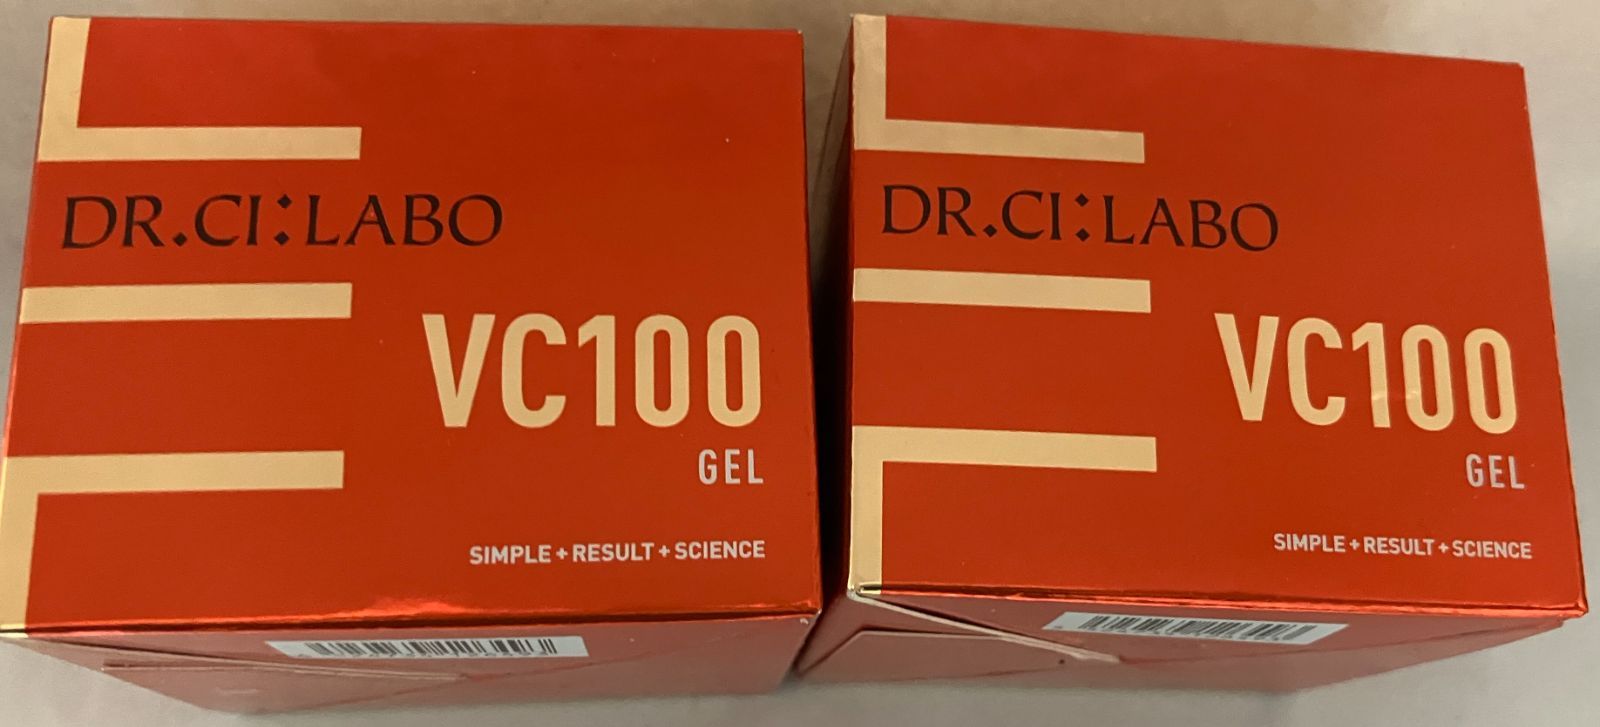 DR.CI:LABO
VC100
GEL
SIMPLE+RESULT+SCIENCE
DR.CI:LABO
VC100
GEL
SIMPLE+RESULT+SCIENCE